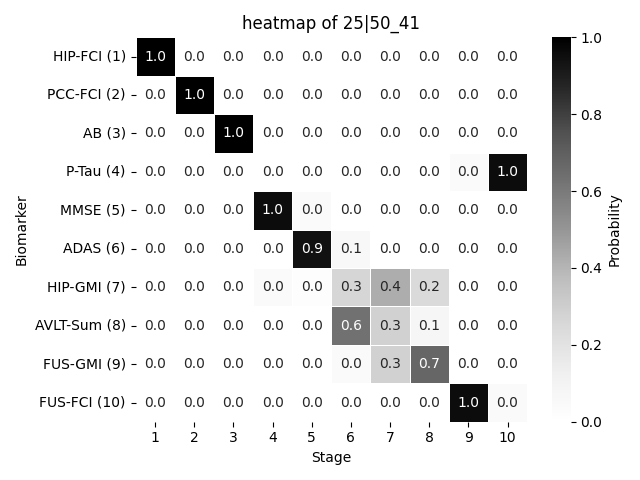 heatmap of 25|50_41
HIP-FCI (1) 1.0 0.0 0.0 0.0 0.0 0.0 0.0 0.0 0.0 0.0
PCC-FCI (2) 0.0 1.0 0.0 0.0 0.0 0.0 0.0 0.0 0.0 0.0
AB (3) 0.0 0.0 1.0 0.0 0.0 0.0 0.0 0.0 0.0 0.0
P-Tau (4) 0.0 0.0 0.0 0.0 0.0 0.0 0.0 0.0 0.0 1.0
MMSE (5) 0.0 0.0 0.0 1.0 0.0 0.0 0.0 0.0 0.0 0.0
ADAS (6) 0.0 0.0 0.0 0.0 0.9 0.1 0.0 0.0 0.0 0.0
HIP-GMI (7) 0.0 0.0 0.0 0.0 0.0 0.3 0.4 0.2 0.0 0.0
AVLT-Sum (8) 0.0 0.0 0.0 0.0 0.0 0.6 0.3 0.1 0.0 0.0
FUS-GMI (9) 0.0 0.0 0.0 0.0 0.0 0.0 0.3 0.7 0.0 0.0
FUS-FCI (10) 0.0 0.0 0.0 0.0 0.0 0.0 0.0 0.0 1.0 0.0
1 2 3 4 5 6 7 8 9 10
Stage
Biomarker
1.0
0.8
0.6
0.4
0.2
0.0
Probability